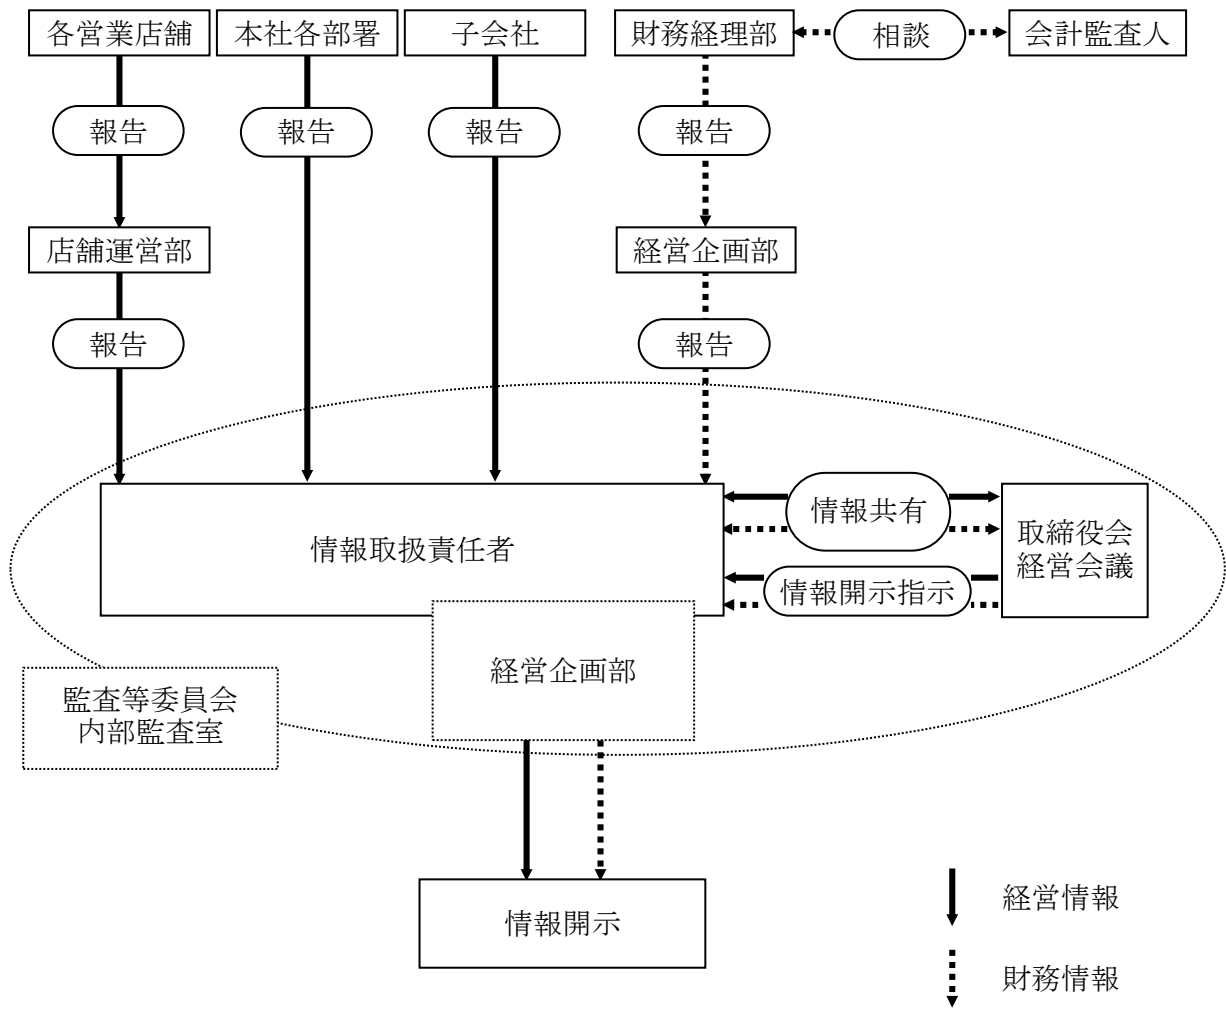 各営業店舗
本社各部署
子会社
財務経理部
相談
会計監査人
報告
報告
報告
報告
店舗運営部
経営企画部
報告
報告
情報取扱責任者
情報共有
取締役会
経営会議
情報開示指示
経営企画部
監査等委員会
内部監査室
情報開示
経営情報
財務情報